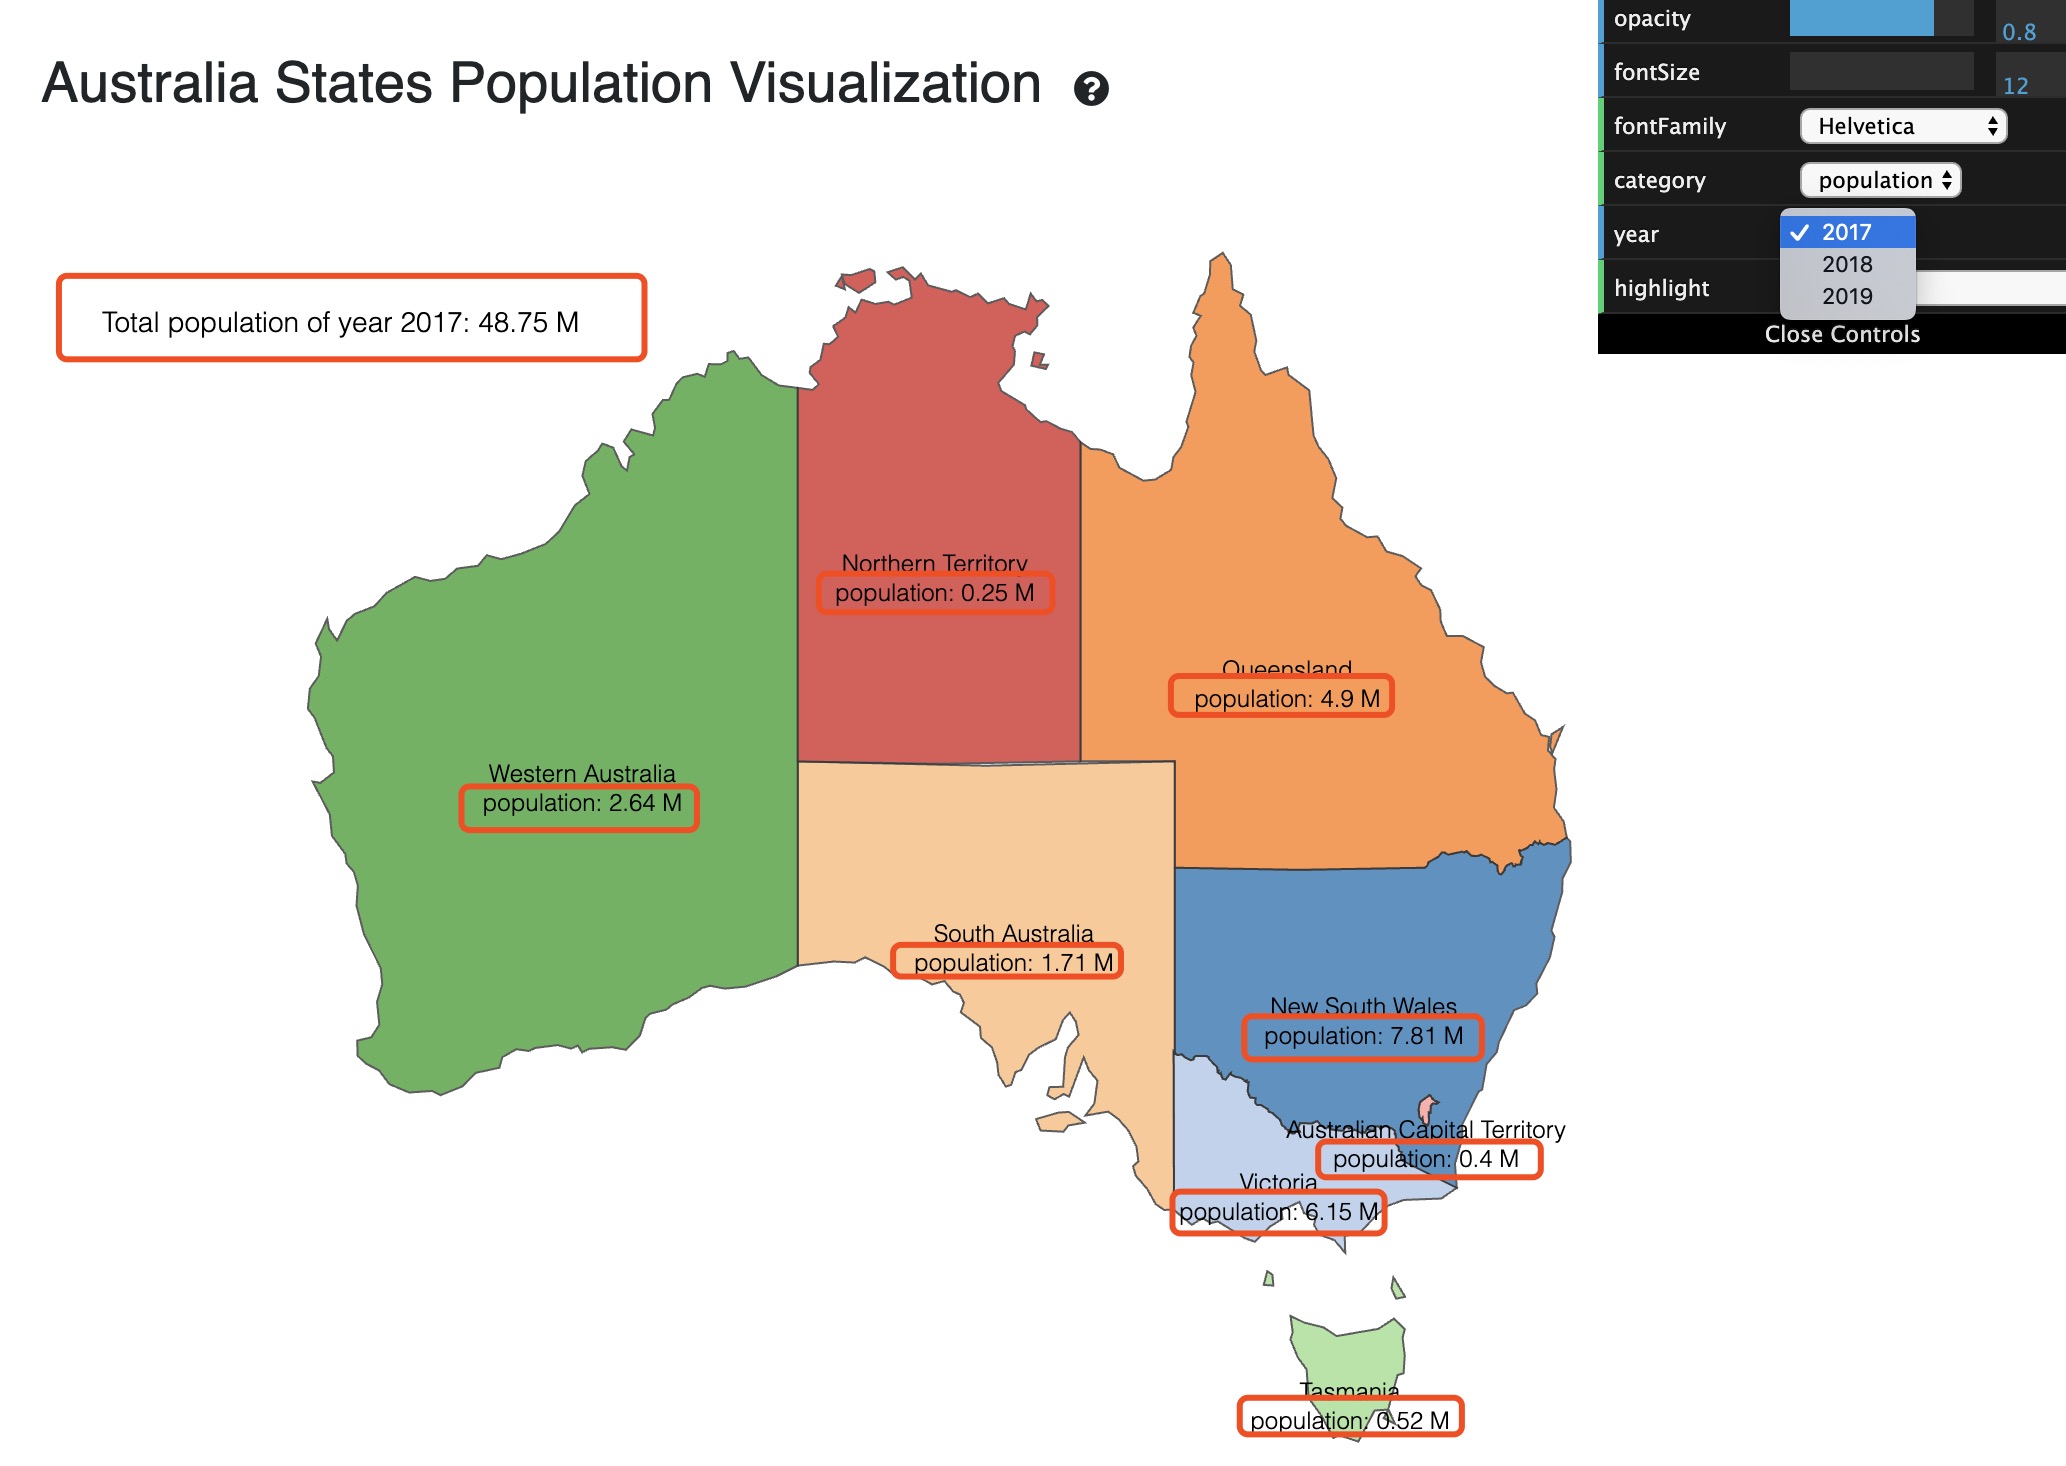 opacity
0.8
fontSize
12
fontFamily
Helvetica
category
population
year
2017
2018
2019
highlight
Close Controls
Australia States Population Visualization ?
Total population of year 2017: 48.75 M
Northern Territory
population: 0.25 M
Queensland
population: 4.9 M
Western Australia
population: 2.64 M
South Australia
population: 1.71 M
New South Wales
population: 7.81 M
Australian Capital Territory
population: 0.4 M
Victoria
population: 6.15 M
Tasmania
population: 0.52 M